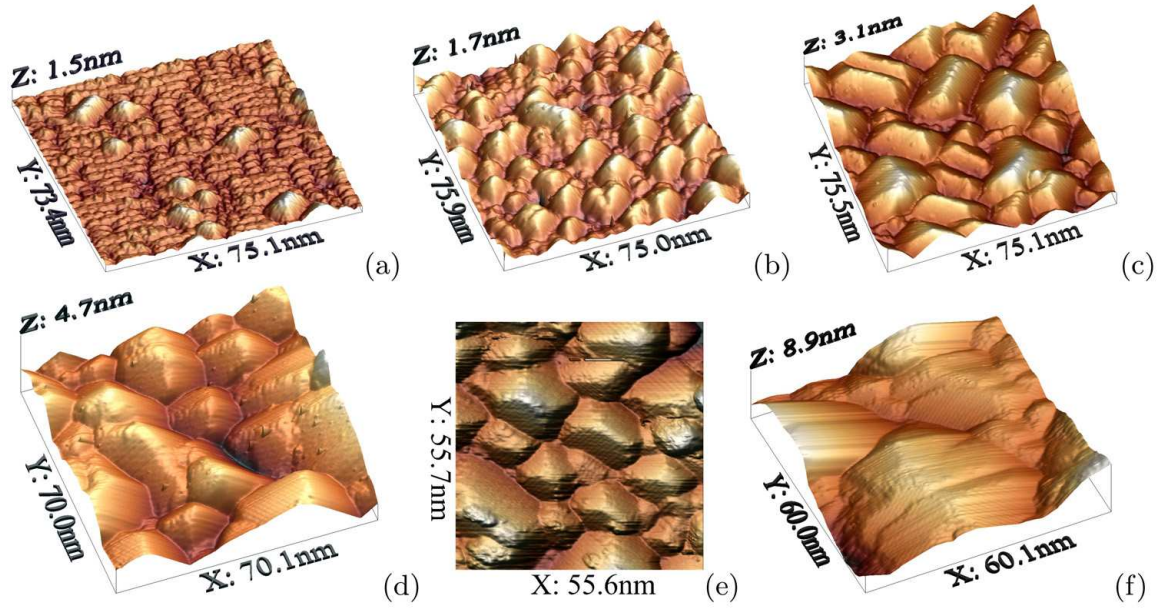 Z: 1.5nm
Y: 73.4nm
X: 75.1nm
(a)
Z: 1.7nm
Y: 75.9nm
X: 75.0nm
(b)
Z: 3.1nm
Y: 75.5nm
X: 75.1nm
(c)
Z: 4.7nm
Y: 70.0nm
X: 70.1nm
(d)
Y: 55.7nm
X: 55.6nm
(e)
Z: 8.9nm
Y: 60.0nm
X: 60.1nm
(f)